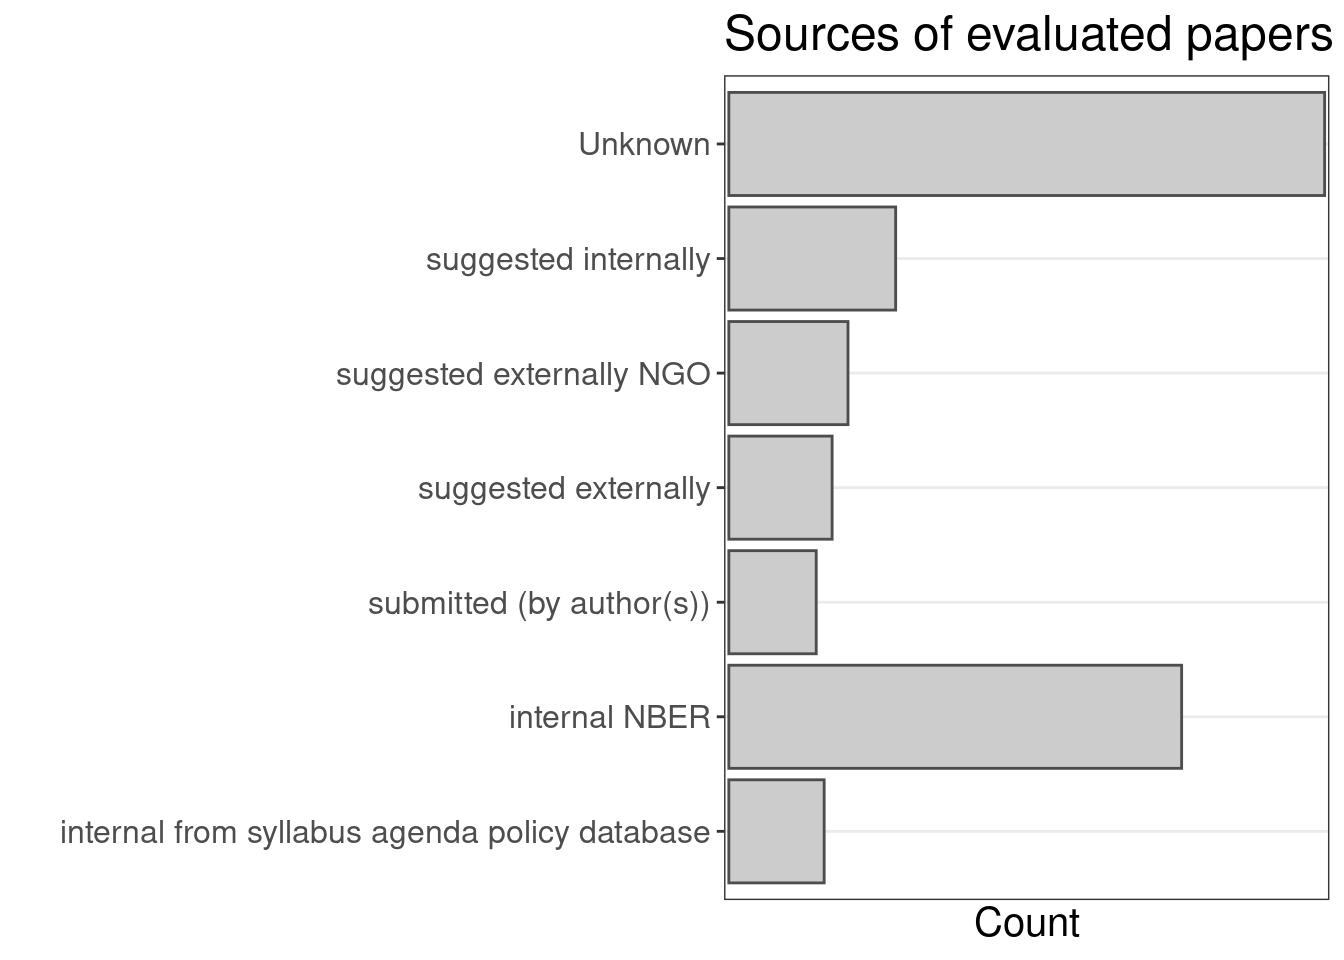 Sources of evaluated papers
Unknown
suggested internally
suggested externally NGO
suggested externally
submitted (by author(s))
internal NBER
internal from syllabus agenda policy database
Count